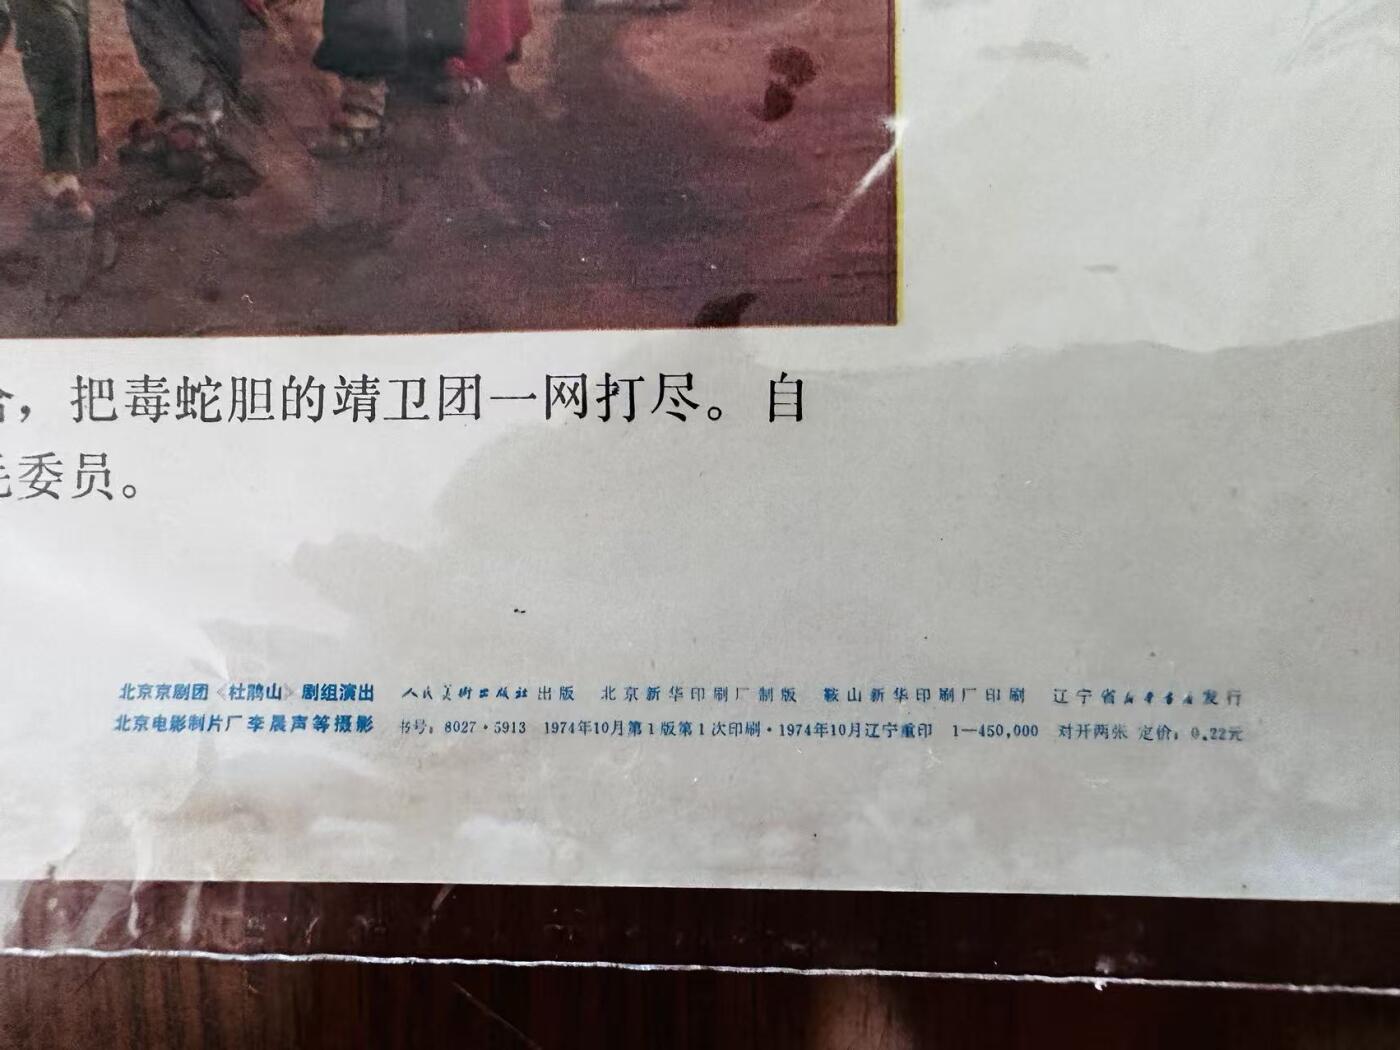 ，把毒蛇胆的靖卫团一网打尽。自
委员。
北京京剧团《杜鹃山》剧组演出 人民美术出版社出版 北京新华印刷厂制版 鞍山新华印刷厂印刷 辽宁省新华书店发行
北京电影制片厂李晨声等摄影 书号：8027·5913 1974年10月第1版第1次印刷·1974年10月辽宁重印 1—450,000 对开两张 定价：0.22元